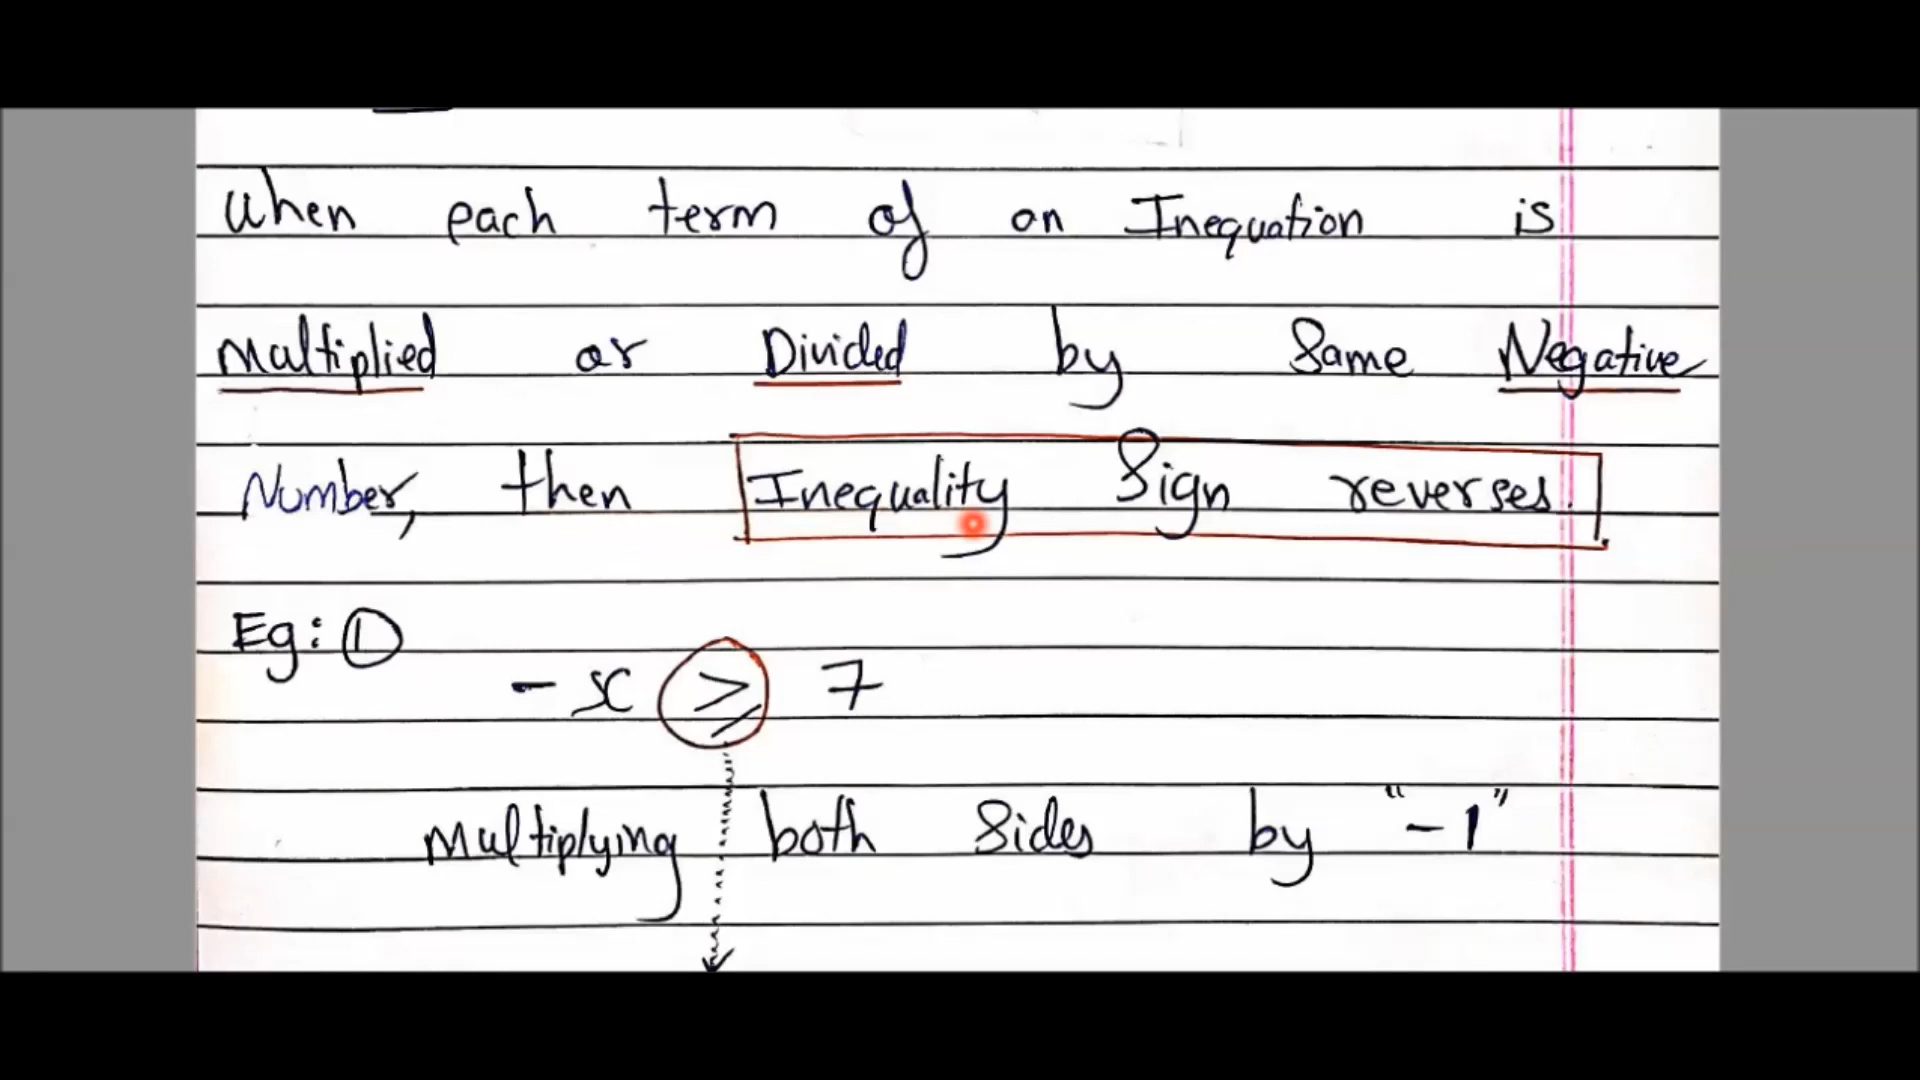 When each term of an Inequation is
Multiplied or Divided by Same Negative
Number, then Inequality Sign reverses.
Eg: ①
- x ≥ 7
Multiplying both Sides by "-1"